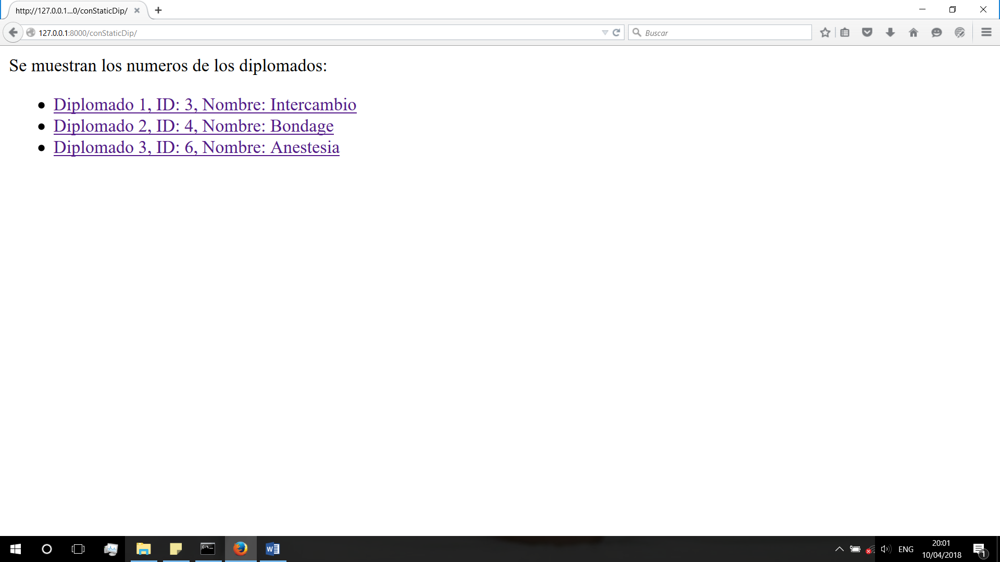 http://127.0.0.1...0/conStaticDip/
127.0.0.1:8000/conStaticDip/
Buscar
Se muestran los numeros de los diplomados:
Diplomado 1, ID: 3, Nombre: Intercambio
Diplomado 2, ID: 4, Nombre: Bondage
Diplomado 3, ID: 6, Nombre: Anestesia
ENG
20:01
10/04/2018
1